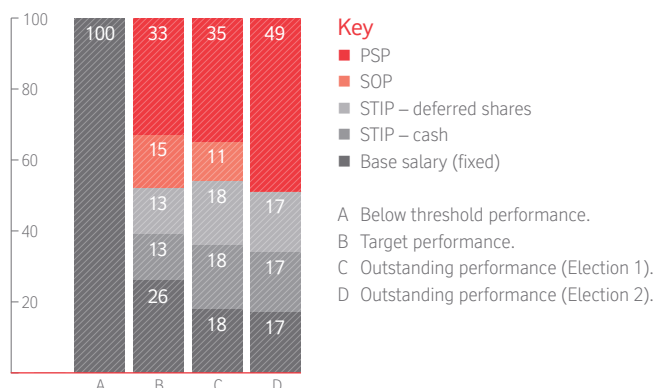 100
80
60
40
20
100
33
35
49
15
11
13
18
17
13
18
17
26
18
17
A
B
C
D
Key
PSP
SOP
STIP – deferred shares
STIP – cash
Base salary (fixed)
A Below threshold performance.
B Target performance.
C Outstanding performance (Election 1).
D Outstanding performance (Election 2).